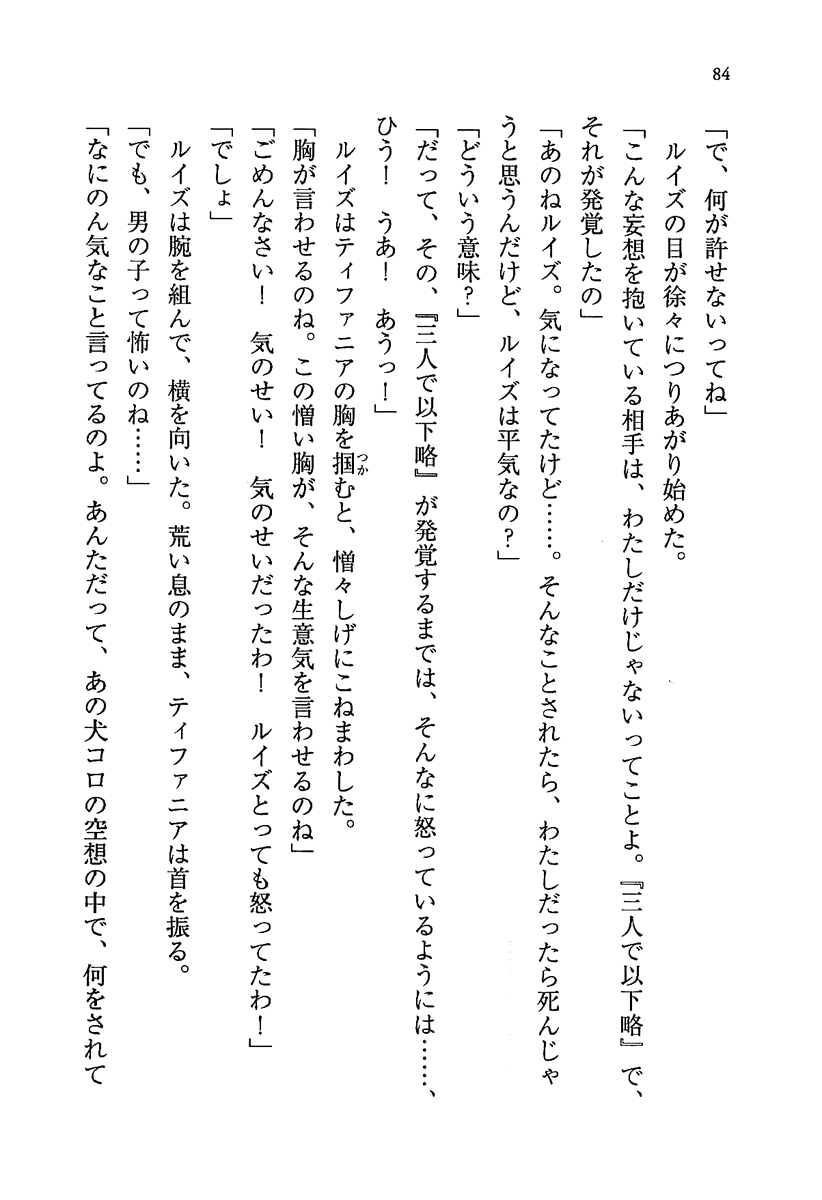 84
「で、何が許せないってね」
　ルイズの目が徐々につりあがり始めた。
「こんな妄想を抱いている相手は、わたしだけじゃないってことよ。『三人で以下略』で、
それが発覚したの」
「あのねルイズ。気になってたけど……。そんなことされたら、わたしだったら死んじゃ
うと思うんだけど、ルイズは平気なの？」
「どういう意味？」
「だって、その、『三人で以下略』が発覚するまでは、そんなに怒っているようには……、
ひう！　うあ！　あうっ！」
　ルイズはティファニアの胸を掴つかむと、憎々しげにこねまわした。
「胸が言わせるのね。この憎い胸が、そんな生意気を言わせるのね」
「ごめんなさい！　気のせい！　気のせいだったわ！　ルイズとっても怒ってたわ！」
「でしょ」
　ルイズは腕を組んで、横を向いた。荒い息のまま、ティファニアは首を振る。
「でも、男の子って怖いのね……」
「なにのん気なこと言ってるのよ。あんただって、あの犬コロの空想の中で、何をされて